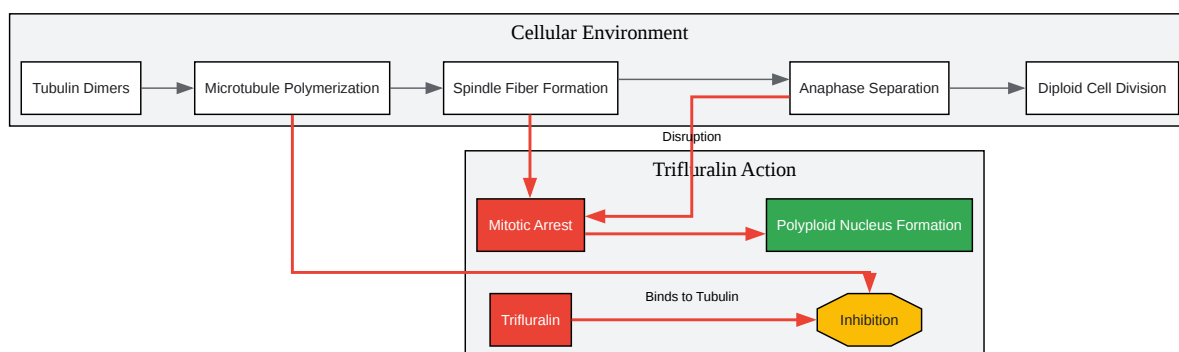 Cellular Environment
Tubulin Dimers
Microtubule Polymerization
Spindle Fiber Formation
Anaphase Separation
Diploid Cell Division
Disruption
Trifluralin Action
Mitotic Arrest
Polyploid Nucleus Formation
Binds to Tubulin
Trifluralin
Inhibition